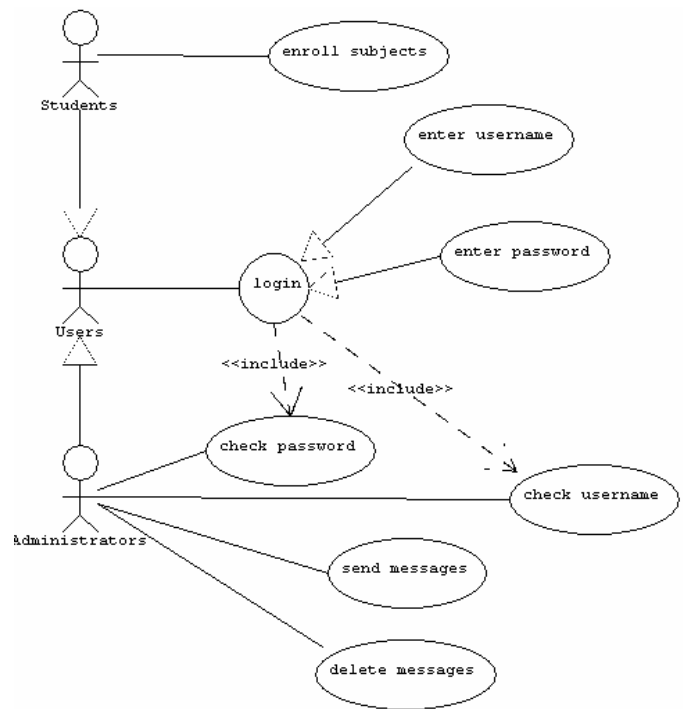 enroll subjects
Students
enter username
enter password
login
Users
<<include>>
<<include>>
check password
check username
Administrators
send messages
delete messages